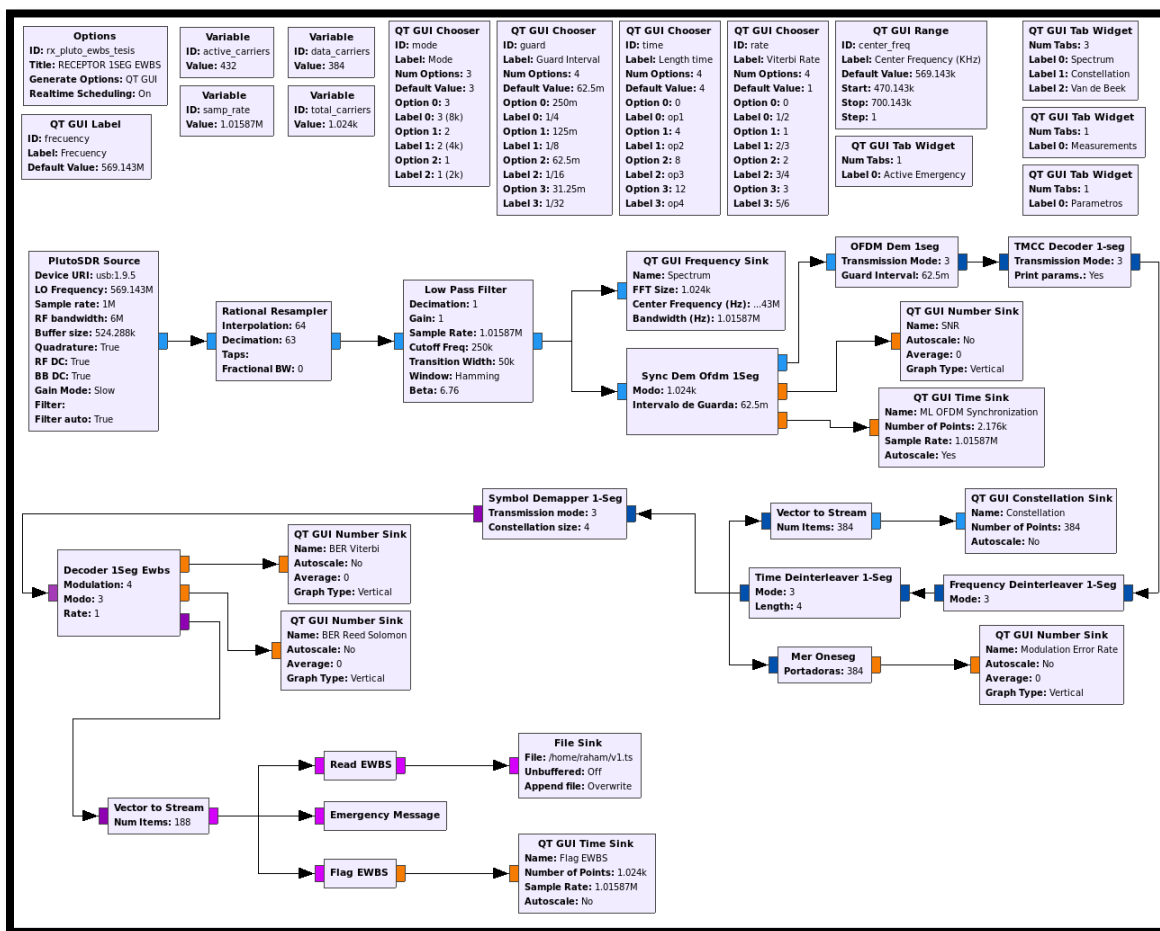 Options
ID: rx_pluto_ewbs_tesis
Title: RECEPTOR 1SEG EWBS
Generate Options: QT GUI
Realtime Scheduling: On
QT GUI Label
ID: frecuency
Label: Frecuency
Default Value: 569.143M
Variable
ID: active_carriers
Value: 432
Variable
ID: samp_rate
Value: 1.01587M
Variable
ID: data_carriers
Value: 384
Variable
ID: total_carriers
Value: 1.024k
QT GUI Chooser
ID: mode
Label: Mode
Num Options: 3
Default Value: 3
Option 0: 3
Label 0: 3 (8k)
Option 1: 2
Label 1: 2 (4k)
Option 2: 1
Label 2: 1 (2k)
QT GUI Chooser
ID: guard
Label: Guard Interval
Num Options: 4
Default Value: 62.5m
Option 0: 250m
Label 0: 1/4
Option 1: 125m
Label 1: 1/8
Option 2: 62.5m
Label 2: 1/16
Option 3: 31.25m
Label 3: 1/32
QT GUI Chooser
ID: time
Label: Length time
Num Options: 4
Default Value: 4
Option 0: 0
Label 0: op1
Option 1: 4
Label 1: op2
Option 2: 8
Label 2: op3
Option 3: 12
Label 3: op4
QT GUI Chooser
ID: rate
Label: Viterbi Rate
Num Options: 4
Default Value: 1
Option 0: 0
Label 0: 1/2
Option 1: 1
Label 1: 2/3
Option 2: 2
Label 2: 3/4
Option 3: 3
Label 3: 5/6
QT GUI Range
ID: center_freq
Label: Center Frequency (KHz)
Default Value: 569.143k
Start: 470.143k
Stop: 700.143k
Step: 1
QT GUI Tab Widget
Num Tabs: 1
Label 0: Active Emergency
QT GUI Tab Widget
Num Tabs: 3
Label 0: Spectrum
Label 1: Constellation
Label 2: Van de Beek
QT GUI Tab Widget
Num Tabs: 1
Label 0: Measurements
QT GUI Tab Widget
Num Tabs: 1
Label 0: Parametros
PlutoSDR Source
Device URI: usb:1.9.5
LO Frequency: 569.143M
Sample rate: 1M
RF bandwidth: 6M
Buffer size: 524.288k
Quadrature: True
RF DC: True
BB DC: True
Gain Mode: Slow
Filter:
Filter auto: True
Rational Resampler
Interpolation: 64
Decimation: 63
Taps:
Fractional BW: 0
Low Pass Filter
Decimation: 1
Gain: 1
Sample Rate: 1.01587M
Cutoff Freq: 250k
Transition Width: 50k
Window: Hamming
Beta: 6.76
QT GUI Frequency Sink
Name: Spectrum
FFT Size: 1.024k
Center Frequency (Hz): ...43M
Bandwidth (Hz): 1.01587M
Sync Dem Ofdm 1Seg
Modo: 1.024k
Intervalo de Guarda: 62.5m
OFDM Dem 1seg
Transmission Mode: 3
Guard Interval: 62.5m
TMCC Decoder 1-seg
Transmission Mode: 3
Print params.: Yes
QT GUI Number Sink
Name: SNR
Autoscale: No
Average: 0
Graph Type: Vertical
QT GUI Time Sink
Name: ML OFDM Synchronization
Number of Points: 2.176k
Sample Rate: 1.01587M
Autoscale: Yes
Symbol Demapper 1-Seg
Transmission mode: 3
Constellation size: 4
Vector to Stream
Num Items: 384
QT GUI Constellation Sink
Name: Constellation
Number of Points: 384
Autoscale: No
Time Deinterleaver 1-Seg
Mode: 3
Length: 4
Frequency Deinterleaver 1-Seg
Mode: 3
Mer Oneseg
Portadoras: 384
QT GUI Number Sink
Name: Modulation Error Rate
Autoscale: No
Average: 0
Graph Type: Vertical
Decoder 1Seg Ewbs
Modulation: 4
Modo: 3
Rate: 1
QT GUI Number Sink
Name: BER Viterbi
Autoscale: No
Average: 0
Graph Type: Vertical
QT GUI Number Sink
Name: BER Reed Solomon
Autoscale: No
Average: 0
Graph Type: Vertical
Vector to Stream
Num Items: 188
Read EWBS
File Sink
File: /home/raham/v1.ts
Unbuffered: Off
Append file: Overwrite
Emergency Message
Flag EWBS
QT GUI Time Sink
Name: Flag EWBS
Number of Points: 1.024k
Sample Rate: 1.01587M
Autoscale: No